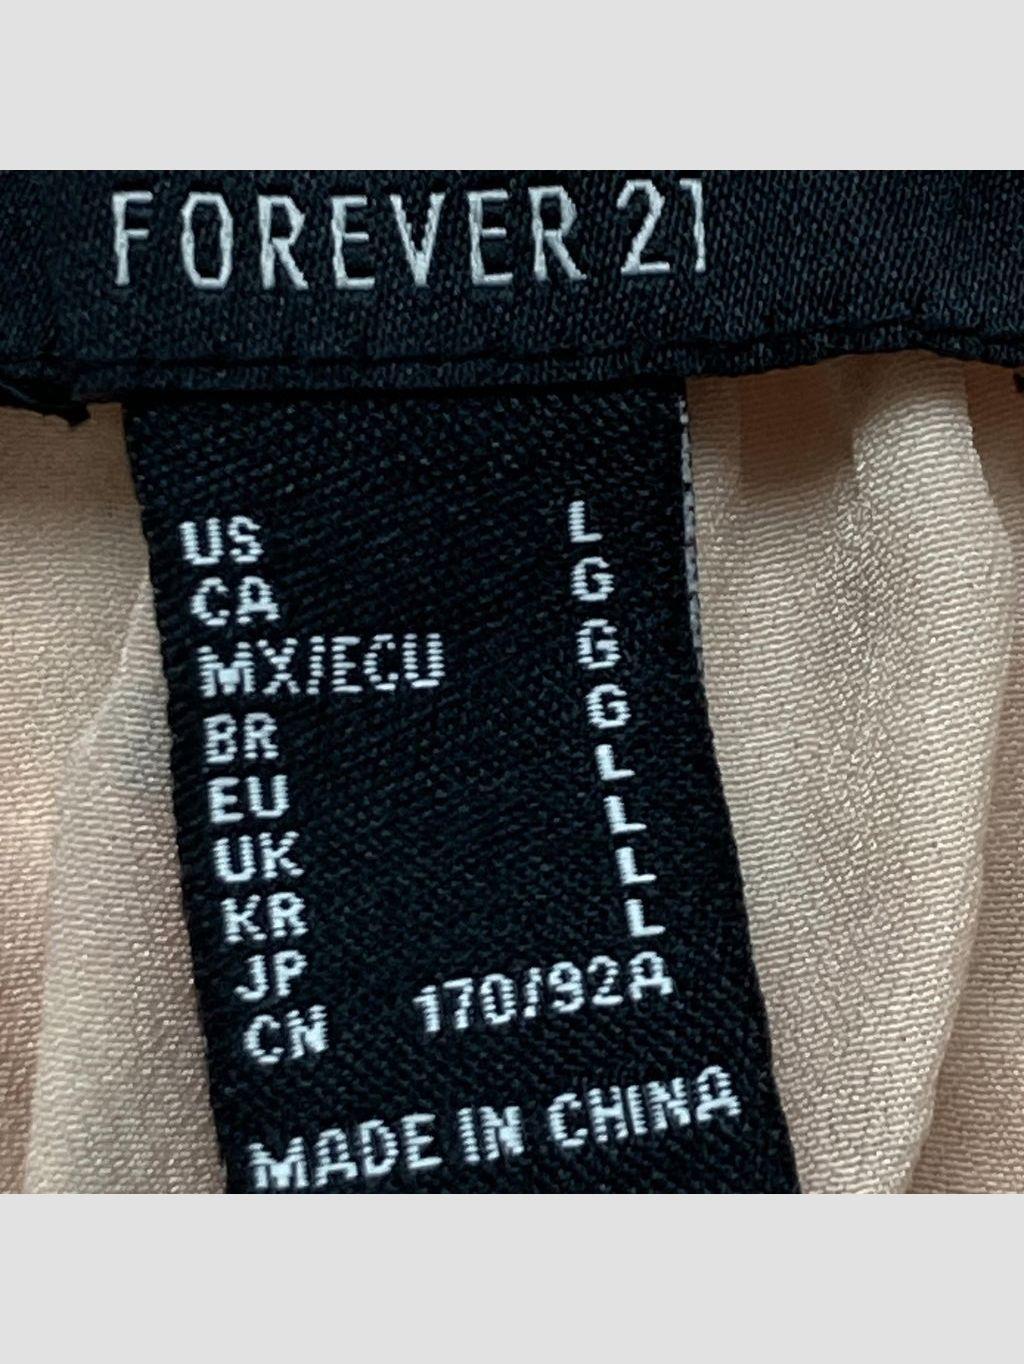 FOREVER 21
US L
CA G
MX/ECU G
BR G
EU L
UK L
KR L
JP L
CN 170/92A
MADE IN CHINA